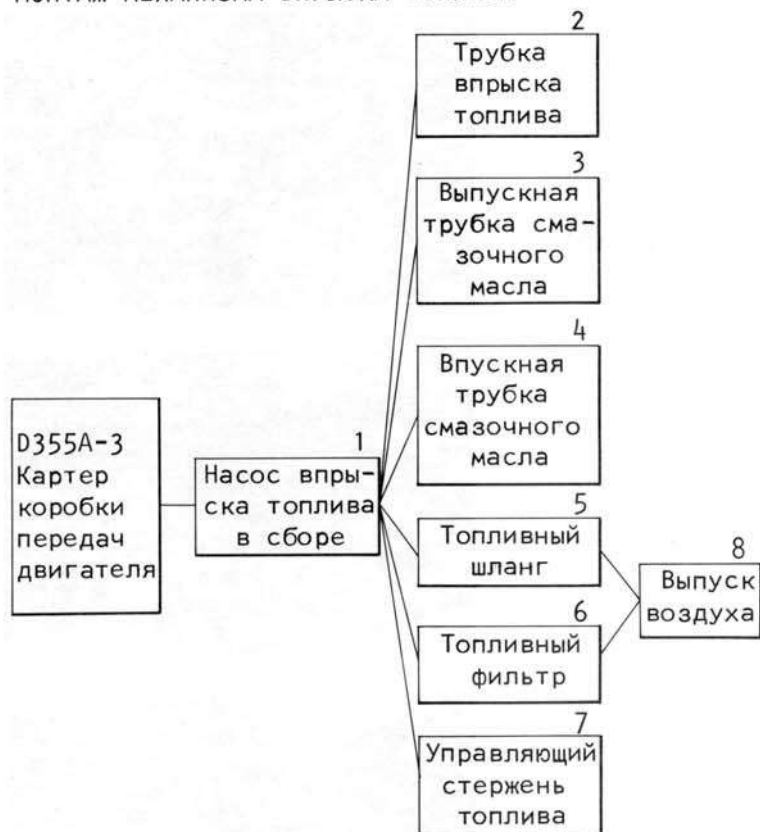 2
Трубка
впрыска
топлива
3
Выпускная
трубка сма-
зочного
масла
4
Впускная
трубка
смазочного
масла
D355A-3
Картер
коробки
передач
двигателя
1
Насос впры-
ска топлива
в сборе
5
Топливный
шланг
6
Топливный
фильтр
7
Управляющий
стержень
топлива
8
Выпуск
воздуха